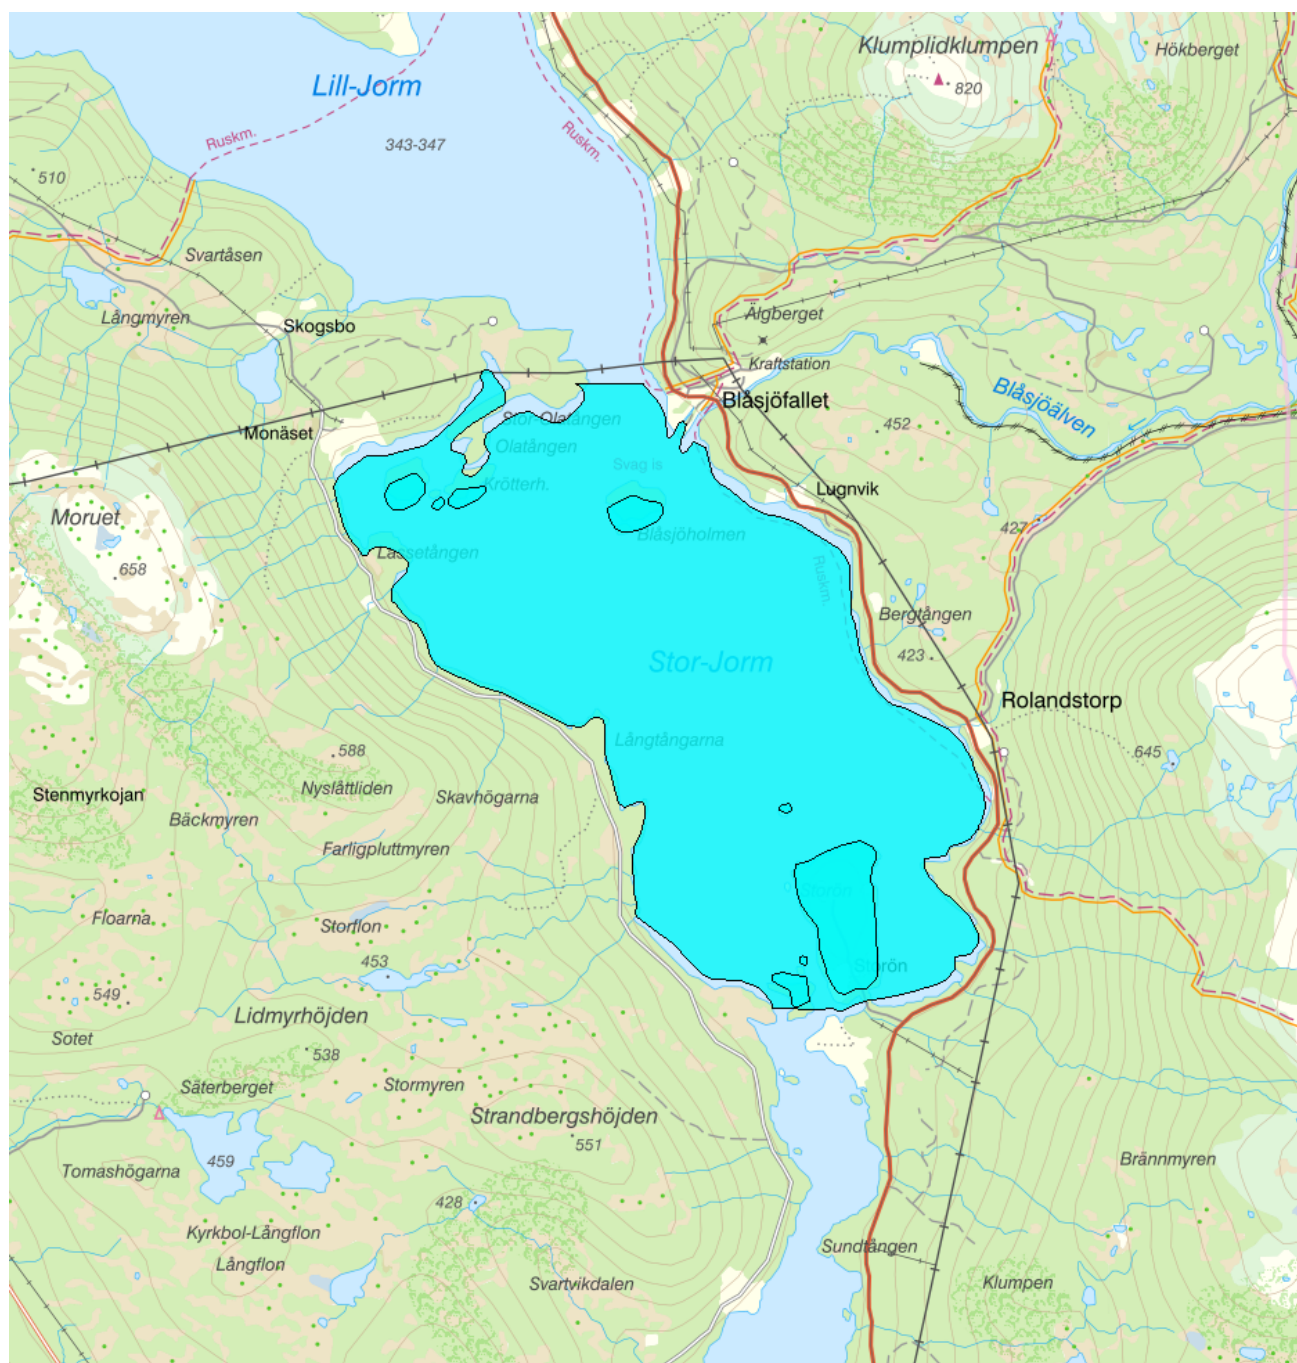 Klumplidklumpen
Hökberget
Lill-Jorm
820
Ruskm.
Ruskm.
343-347
510
Svartåsen
Långmyren
Skogsbo
Älgberget
Kraftstation
Blåsjöälven
Blåsjöfallet
Stor-Olatången
Monäset
452
Olatången
Svag is
Krötterh.
Lugnvik
Moruet
Blåsjöholmen
427
Lassetången
658
Ruskm.
Bergtången
423
Stor-Jorm
Rolandstorp
Långtångarna
588
645
Nyslåttliden
Stenmyrkojan
Skavhögarna
Bäckmyren
Farligpluttmyren
Storön
Floarna
Storflon
453
Storön
549
Lidmyrhöjden
Sotet
538
Säterberget
Stormyren
Strandbergshöjden
551
459
Brännmyren
Tomashögarna
428
Kyrkbol-Långflon
Sundtången
Långflon
Svartvikdalen
Klumpen